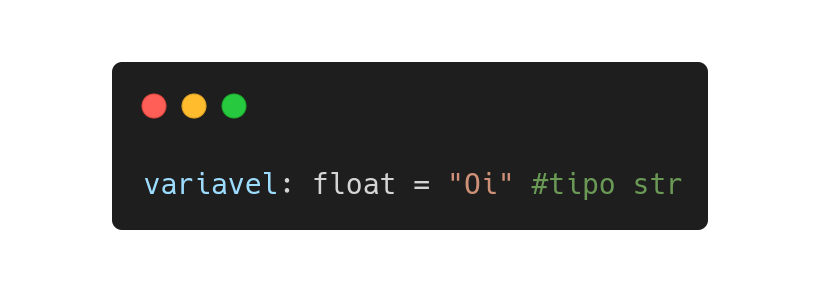 variavel: float = "Oi" #tipo str